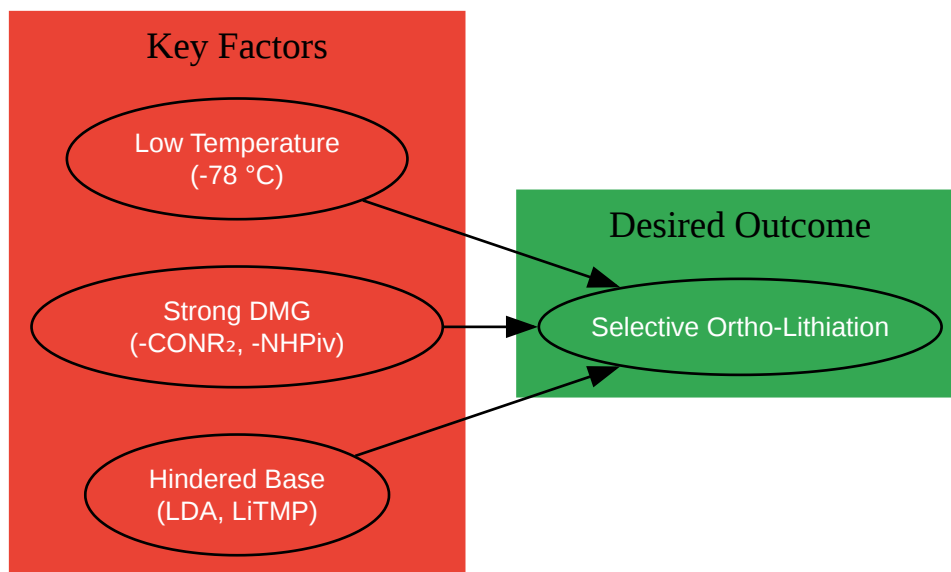 Key Factors
Low Temperature
(-78 °C)
Strong DMG
(-CONR₂, -NHPiv)
Hindered Base
(LDA, LiTMP)
Desired Outcome
Selective Ortho-Lithiation